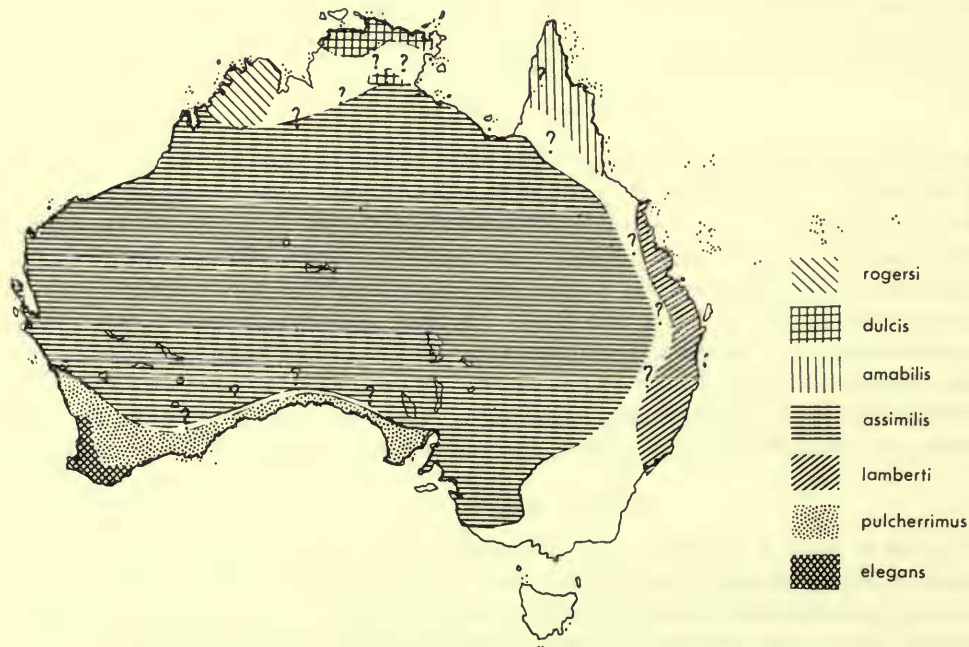 ? ?
?
?
?
?
?
?
?
?
?
?
?
?
rogersi
dulcis
amabilis
assimilis
lamberti
pulcherrimus
elegans